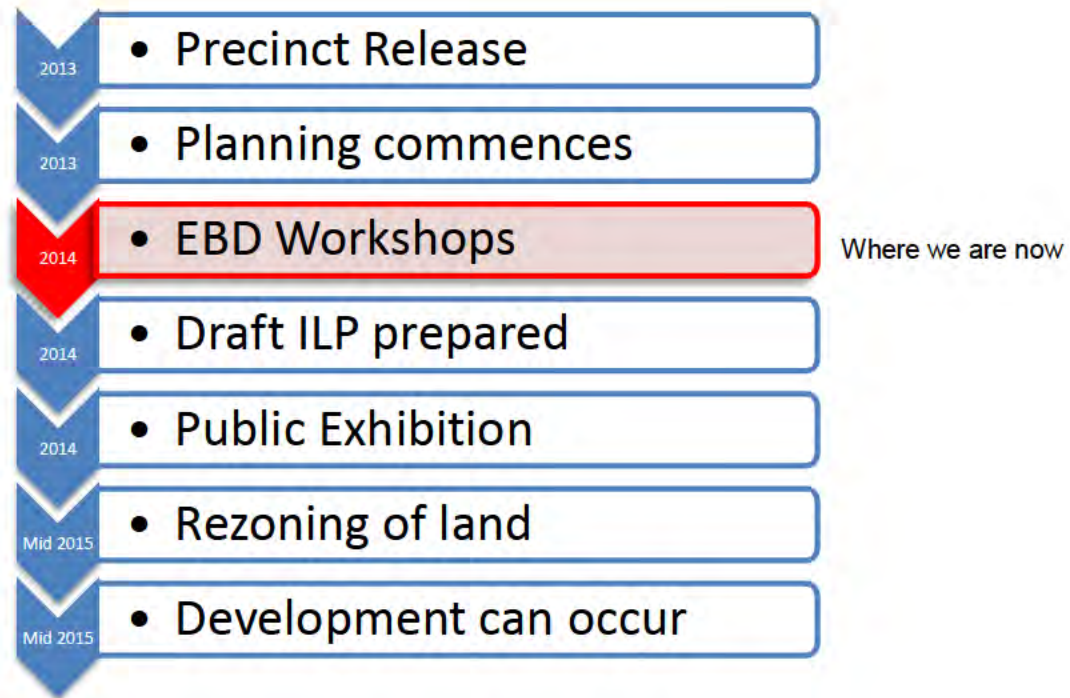 2013
• Precinct Release
2013
• Planning commences
2014
• EBD Workshops
Where we are now
2014
• Draft ILP prepared
2014
• Public Exhibition
Mid 2015
• Rezoning of land
Mid 2015
• Development can occur